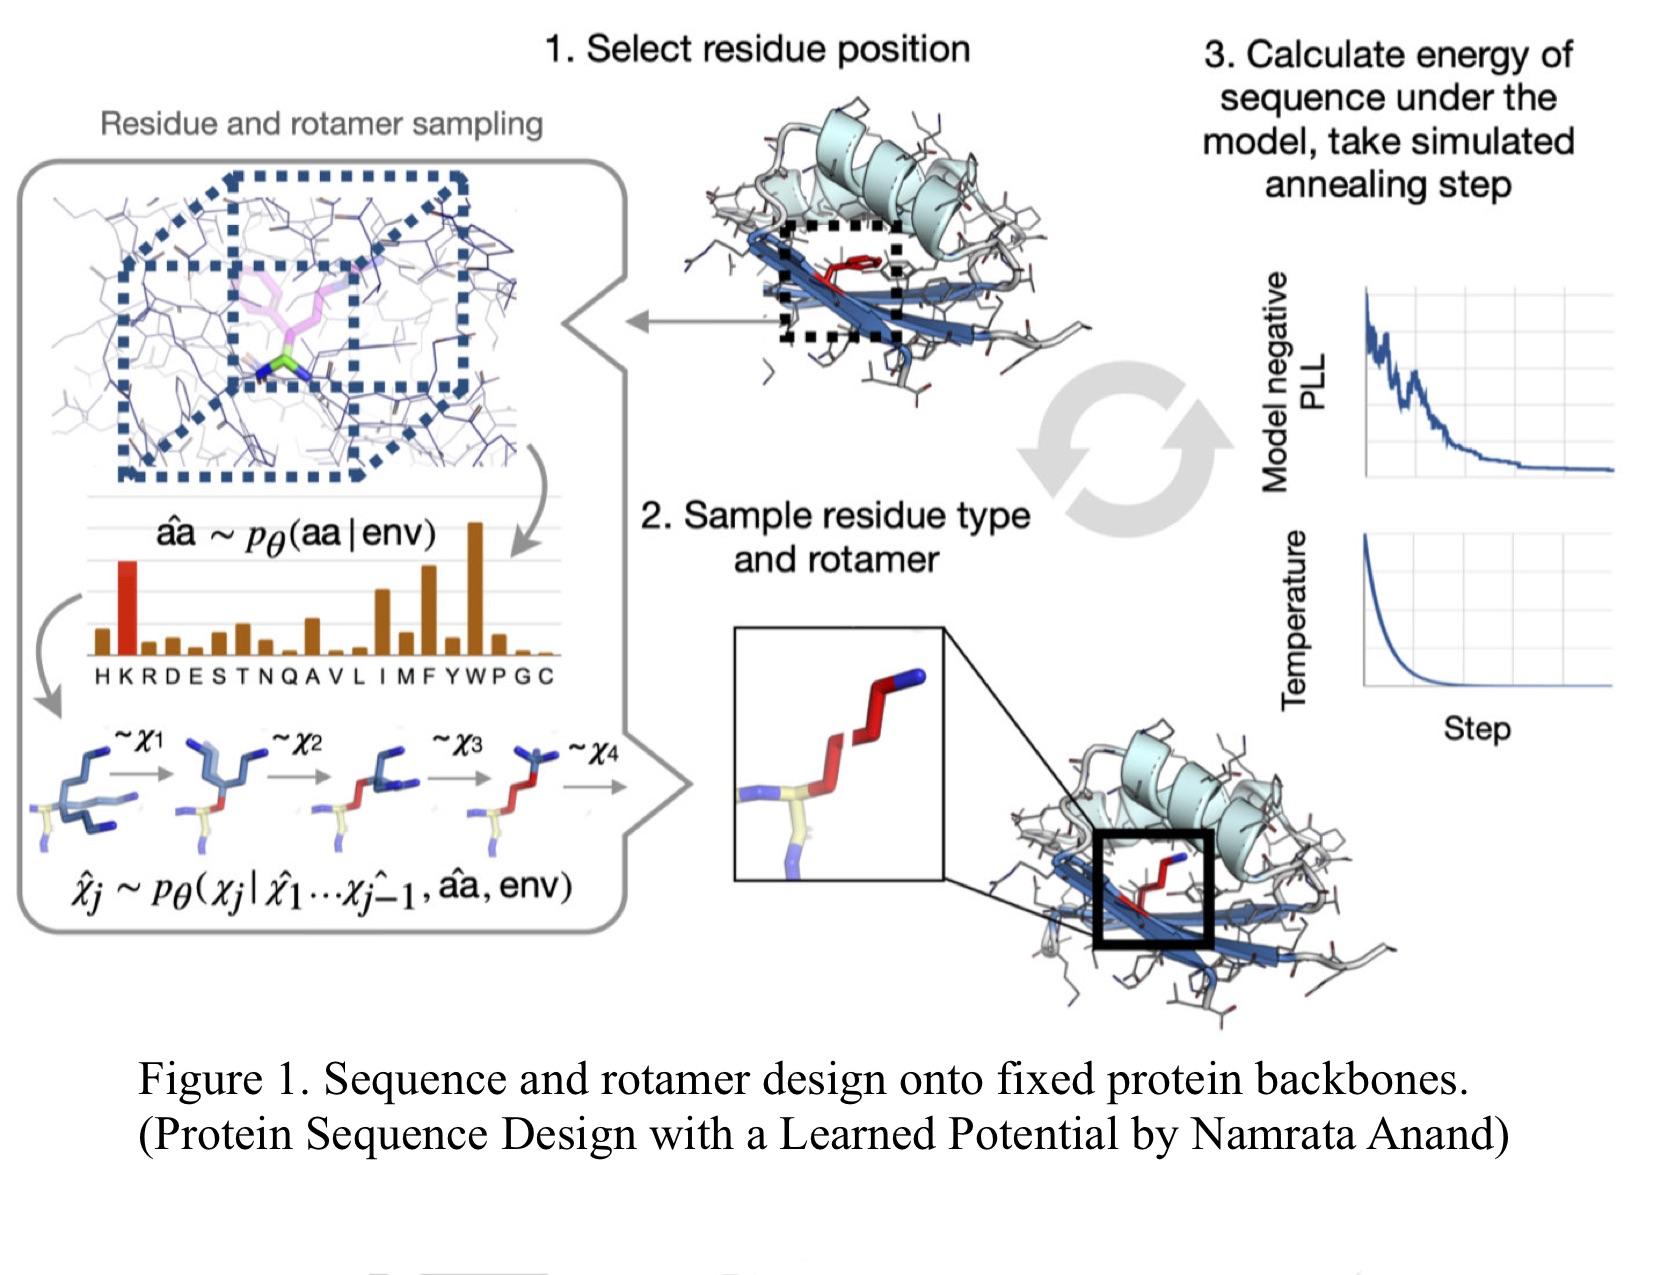 1. Select residue position
3. Calculate energy of
sequence under the
model, take simulated
annealing step
Residue and rotamer sampling
âa ~ pθ(aa|env)
H K R D E S T N Q A V L I M F Y W P G C
~χ1
~χ2
~χ3
~χ4
χ̂j ~ pθ(χj|χ̂1...χj-̂1, âa, env)
2. Sample residue type
and rotamer
Model negative
PLL
Temperature
Step
Figure 1. Sequence and rotamer design onto fixed protein backbones.
(Protein Sequence Design with a Learned Potential by Namrata Anand)